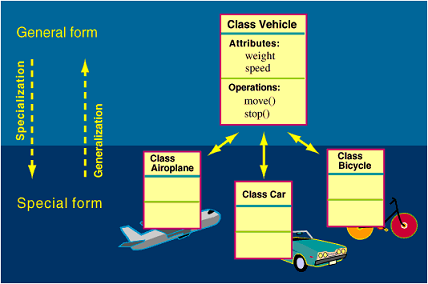 General form
Specialization
Generalization
Special form
Class Vehicle
Attributes:
weight
speed
Operations:
move()
stop()
Class
Airoplane
Class Car
Class
Bicycle